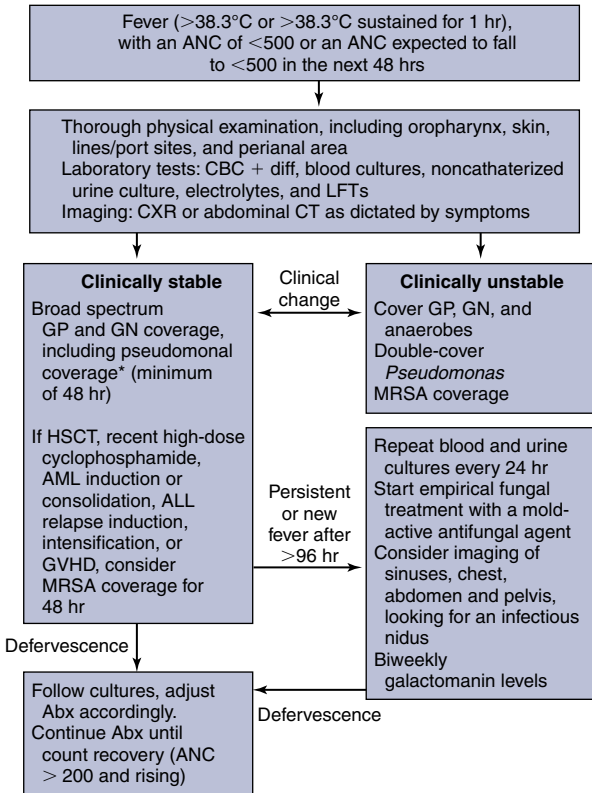 Fever (>38.3°C or >38.3°C sustained for 1 hr),
with an ANC of <500 or an ANC expected to fall
to <500 in the next 48 hrs
Thorough physical examination, including oropharynx, skin,
lines/port sites, and perianal area
Laboratory tests: CBC + diff, blood cultures, noncathaterized
urine culture, electrolytes, and LFTs
Imaging: CXR or abdominal CT as dictated by symptoms
Clinically stable
Broad spectrum
GP and GN coverage,
including pseudomonal
coverage* (minimum
of 48 hr)
If HSCT, recent high-dose
cyclophosphamide,
AML induction or
consolidation, ALL
relapse induction,
intensification, or
GVHD, consider
MRSA coverage for
48 hr
Clinical
change
Clinically unstable
Cover GP, GN, and
anaerobes
Double-cover
Pseudomonas
MRSA coverage
Persistent
or new
fever after
>96 hr
Repeat blood and urine
cultures every 24 hr
Start empirical fungal
treatment with a mold-
active antifungal agent
Consider imaging of
sinuses, chest,
abdomen and pelvis,
looking for an infectious
nidus
Biweekly
galactomanin levels
Defervescence
Follow cultures, adjust
Abx accordingly.
Continue Abx until
count recovery (ANC
> 200 and rising)
Defervescence